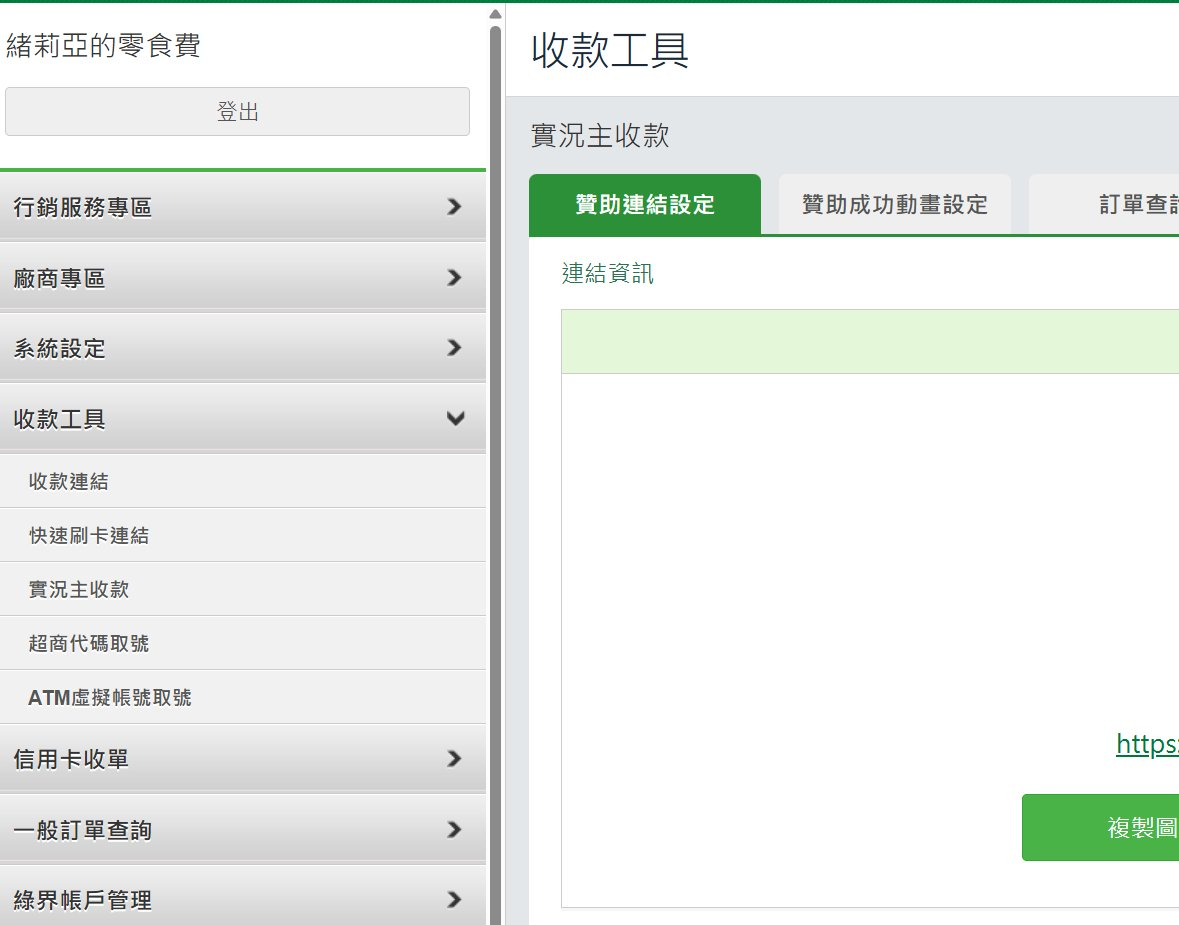 緒莉亞的零食費
登出
行銷服務專區
廠商專區
系統設定
收款工具
收款連結
快速刷卡連結
實況主收款
超商代碼取號
ATM虛擬帳號取號
信用卡收單
一般訂單查詢
綠界帳戶管理
收款工具
實況主收款
贊助連結設定
贊助成功動畫設定
訂單查
連結資訊
https:
複製圖